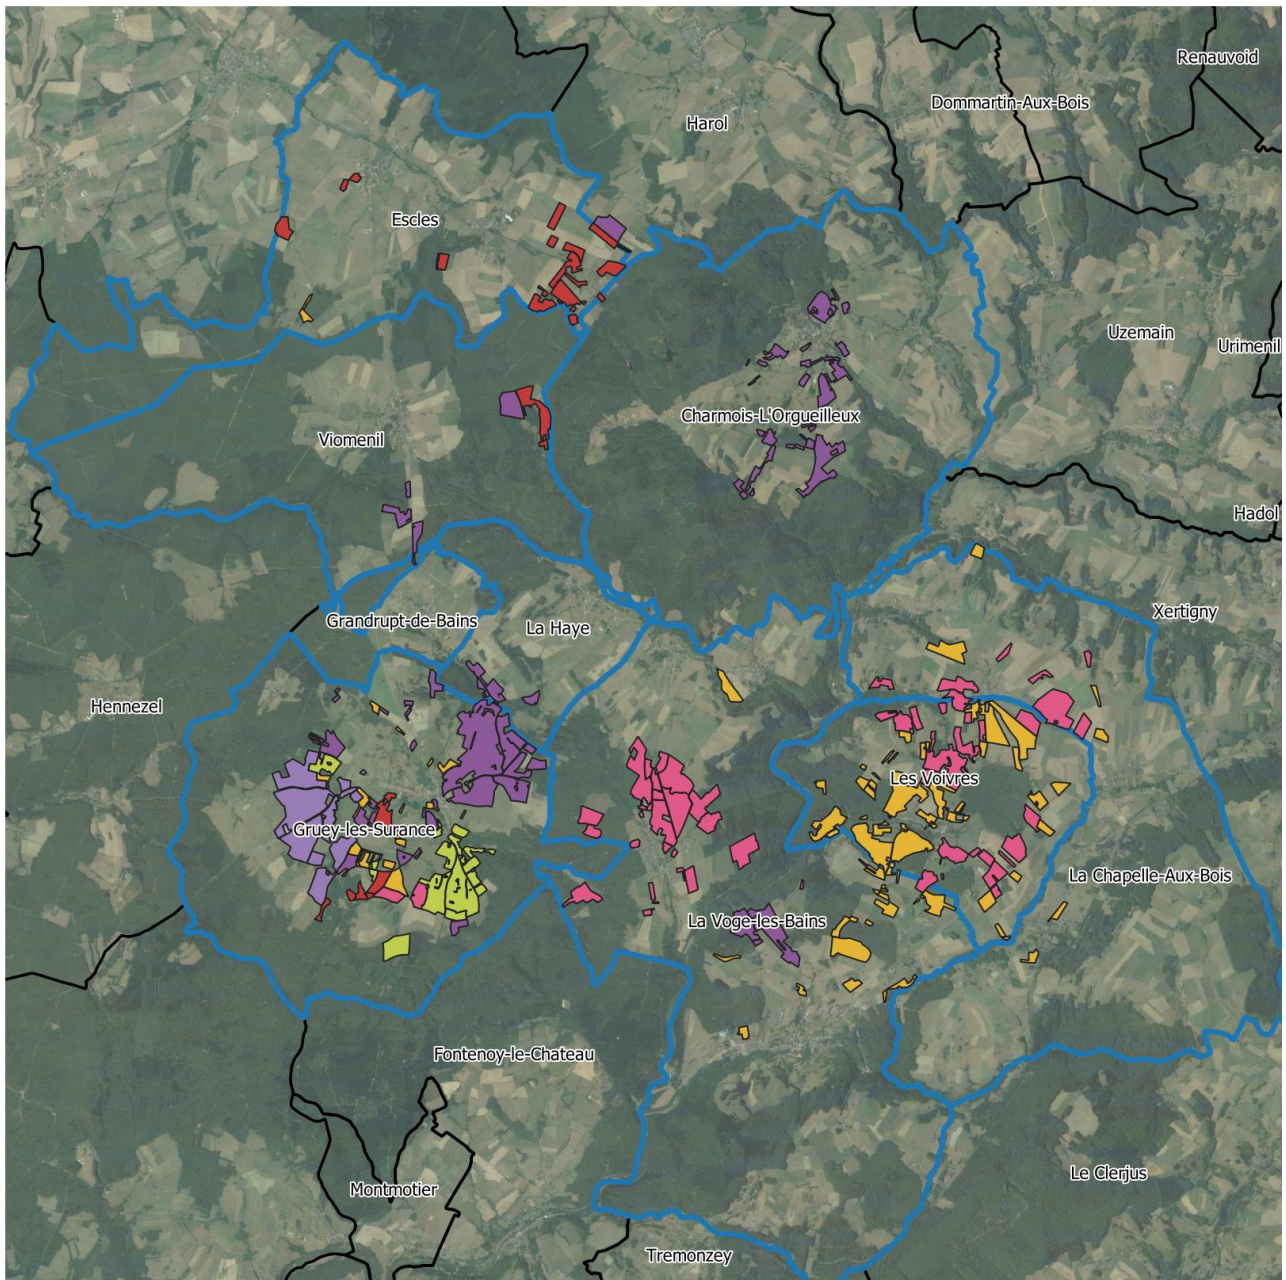 Renauvoid
Dommartin-Aux-Bois
Harol
Escles
Uzemain
Urimenil
Charmois-L'Orgueilleux
Viomenil
Hadol
Xertigny
Grandrupt-de-Bains
La Haye
Hennezel
Les Voivres
Gruey-les-Surance
La Chapelle-Aux-Bois
La Voge-les-Bains
Fontenoy-le-Chateau
Le Clerjus
Montmotier
Tremonzey